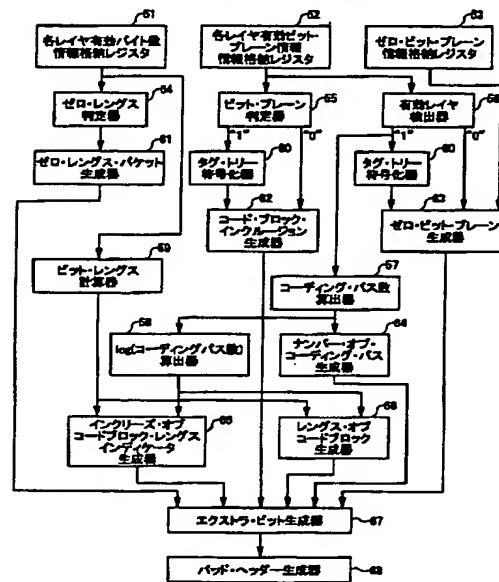 51
52
53
各レイヤ有効バイト数
情報格納レジスタ
各レイヤ有効ビット・
プレーン情報
情報格納レジスタ
ゼロ・ビット・プレーン
情報格納レジスタ
54
55
56
ゼロ・レングス
判定器
ビット・プレーン
判定器
有効レイヤ
検出器
"1"
"0"
"1"
"0"
61
60
60
ゼロ・レングス・パケット
生成器
タグ・トリー
符号化器
タグ・トリー
符号化器
62
63
コード・ブロック・
インクルージョン
生成器
ゼロ・ビット・プレーン
生成器
59
57
ビット・レングス
計算器
コーディング・パス数
算出器
58
64
log(コーディングパス数)
算出器
ナンバー・オブ・
コーディング・パス
生成器
65
66
インクリーズ・オブ
コードブロック・レングス
インディケータ
生成器
レングス・オブ
コードブロック
生成器
エクストラ・ビット生成器
67
パッド・ヘッダー生成器
68